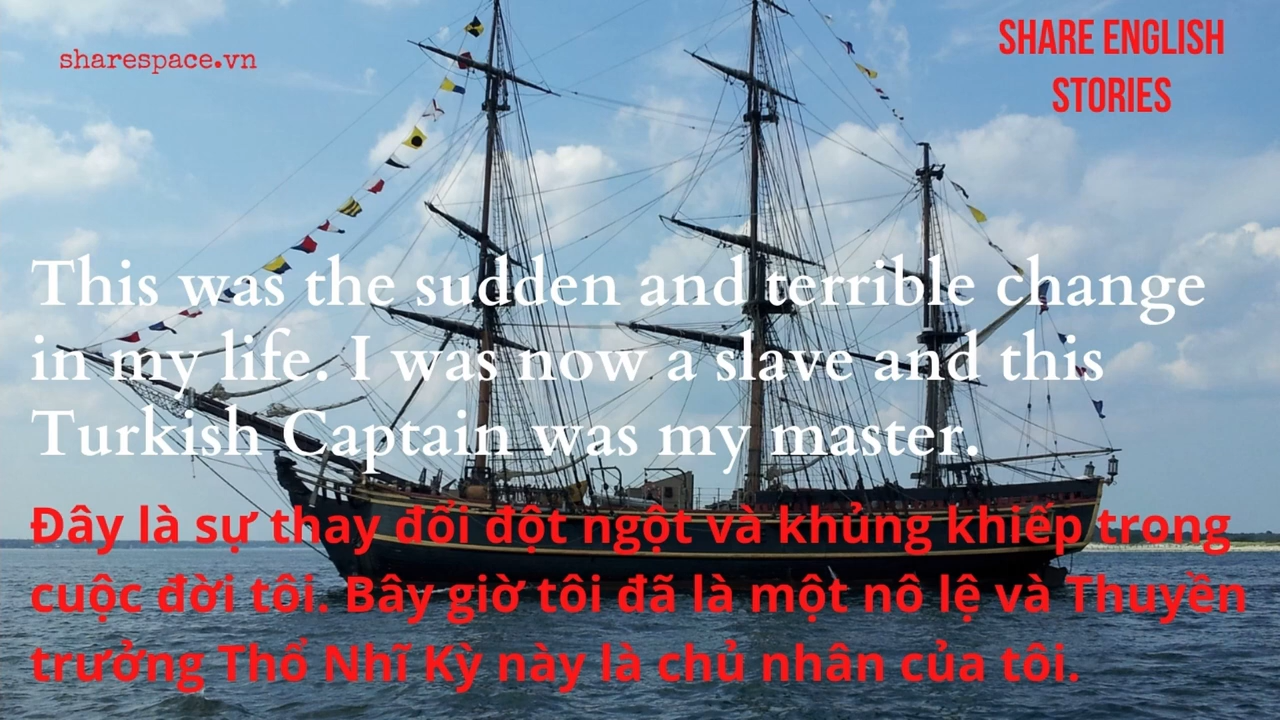 sharespace.vn
SHARE ENGLISH
STORIES
This was the sudden and terrible change
in my life. I was now a slave and this
Turkish Captain was my master.
Đây là sự thay đổi đột ngột và khủng khiếp trong
cuộc đời tôi. Bây giờ tôi đã là một nô lệ và Thuyền
trưởng Thổ Nhĩ Kỳ này là chủ nhân của tôi.